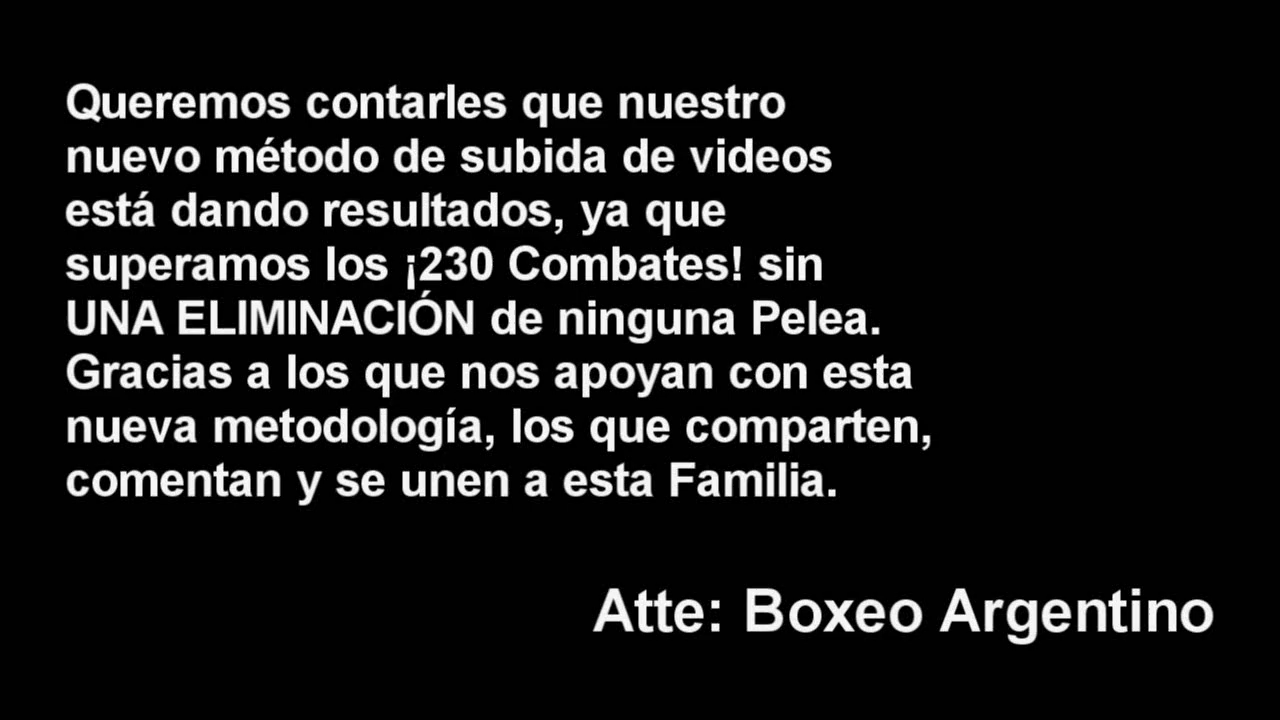 Queremos contarles que nuestro
nuevo método de subida de videos
está dando resultados, ya que
superamos los ¡230 Combates! sin
UNA ELIMINACIÓN de ninguna Pelea.
Gracias a los que nos apoyan con esta
nueva metodología, los que comparten,
comentan y se unen a esta Familia.
Atte: Boxeo Argentino